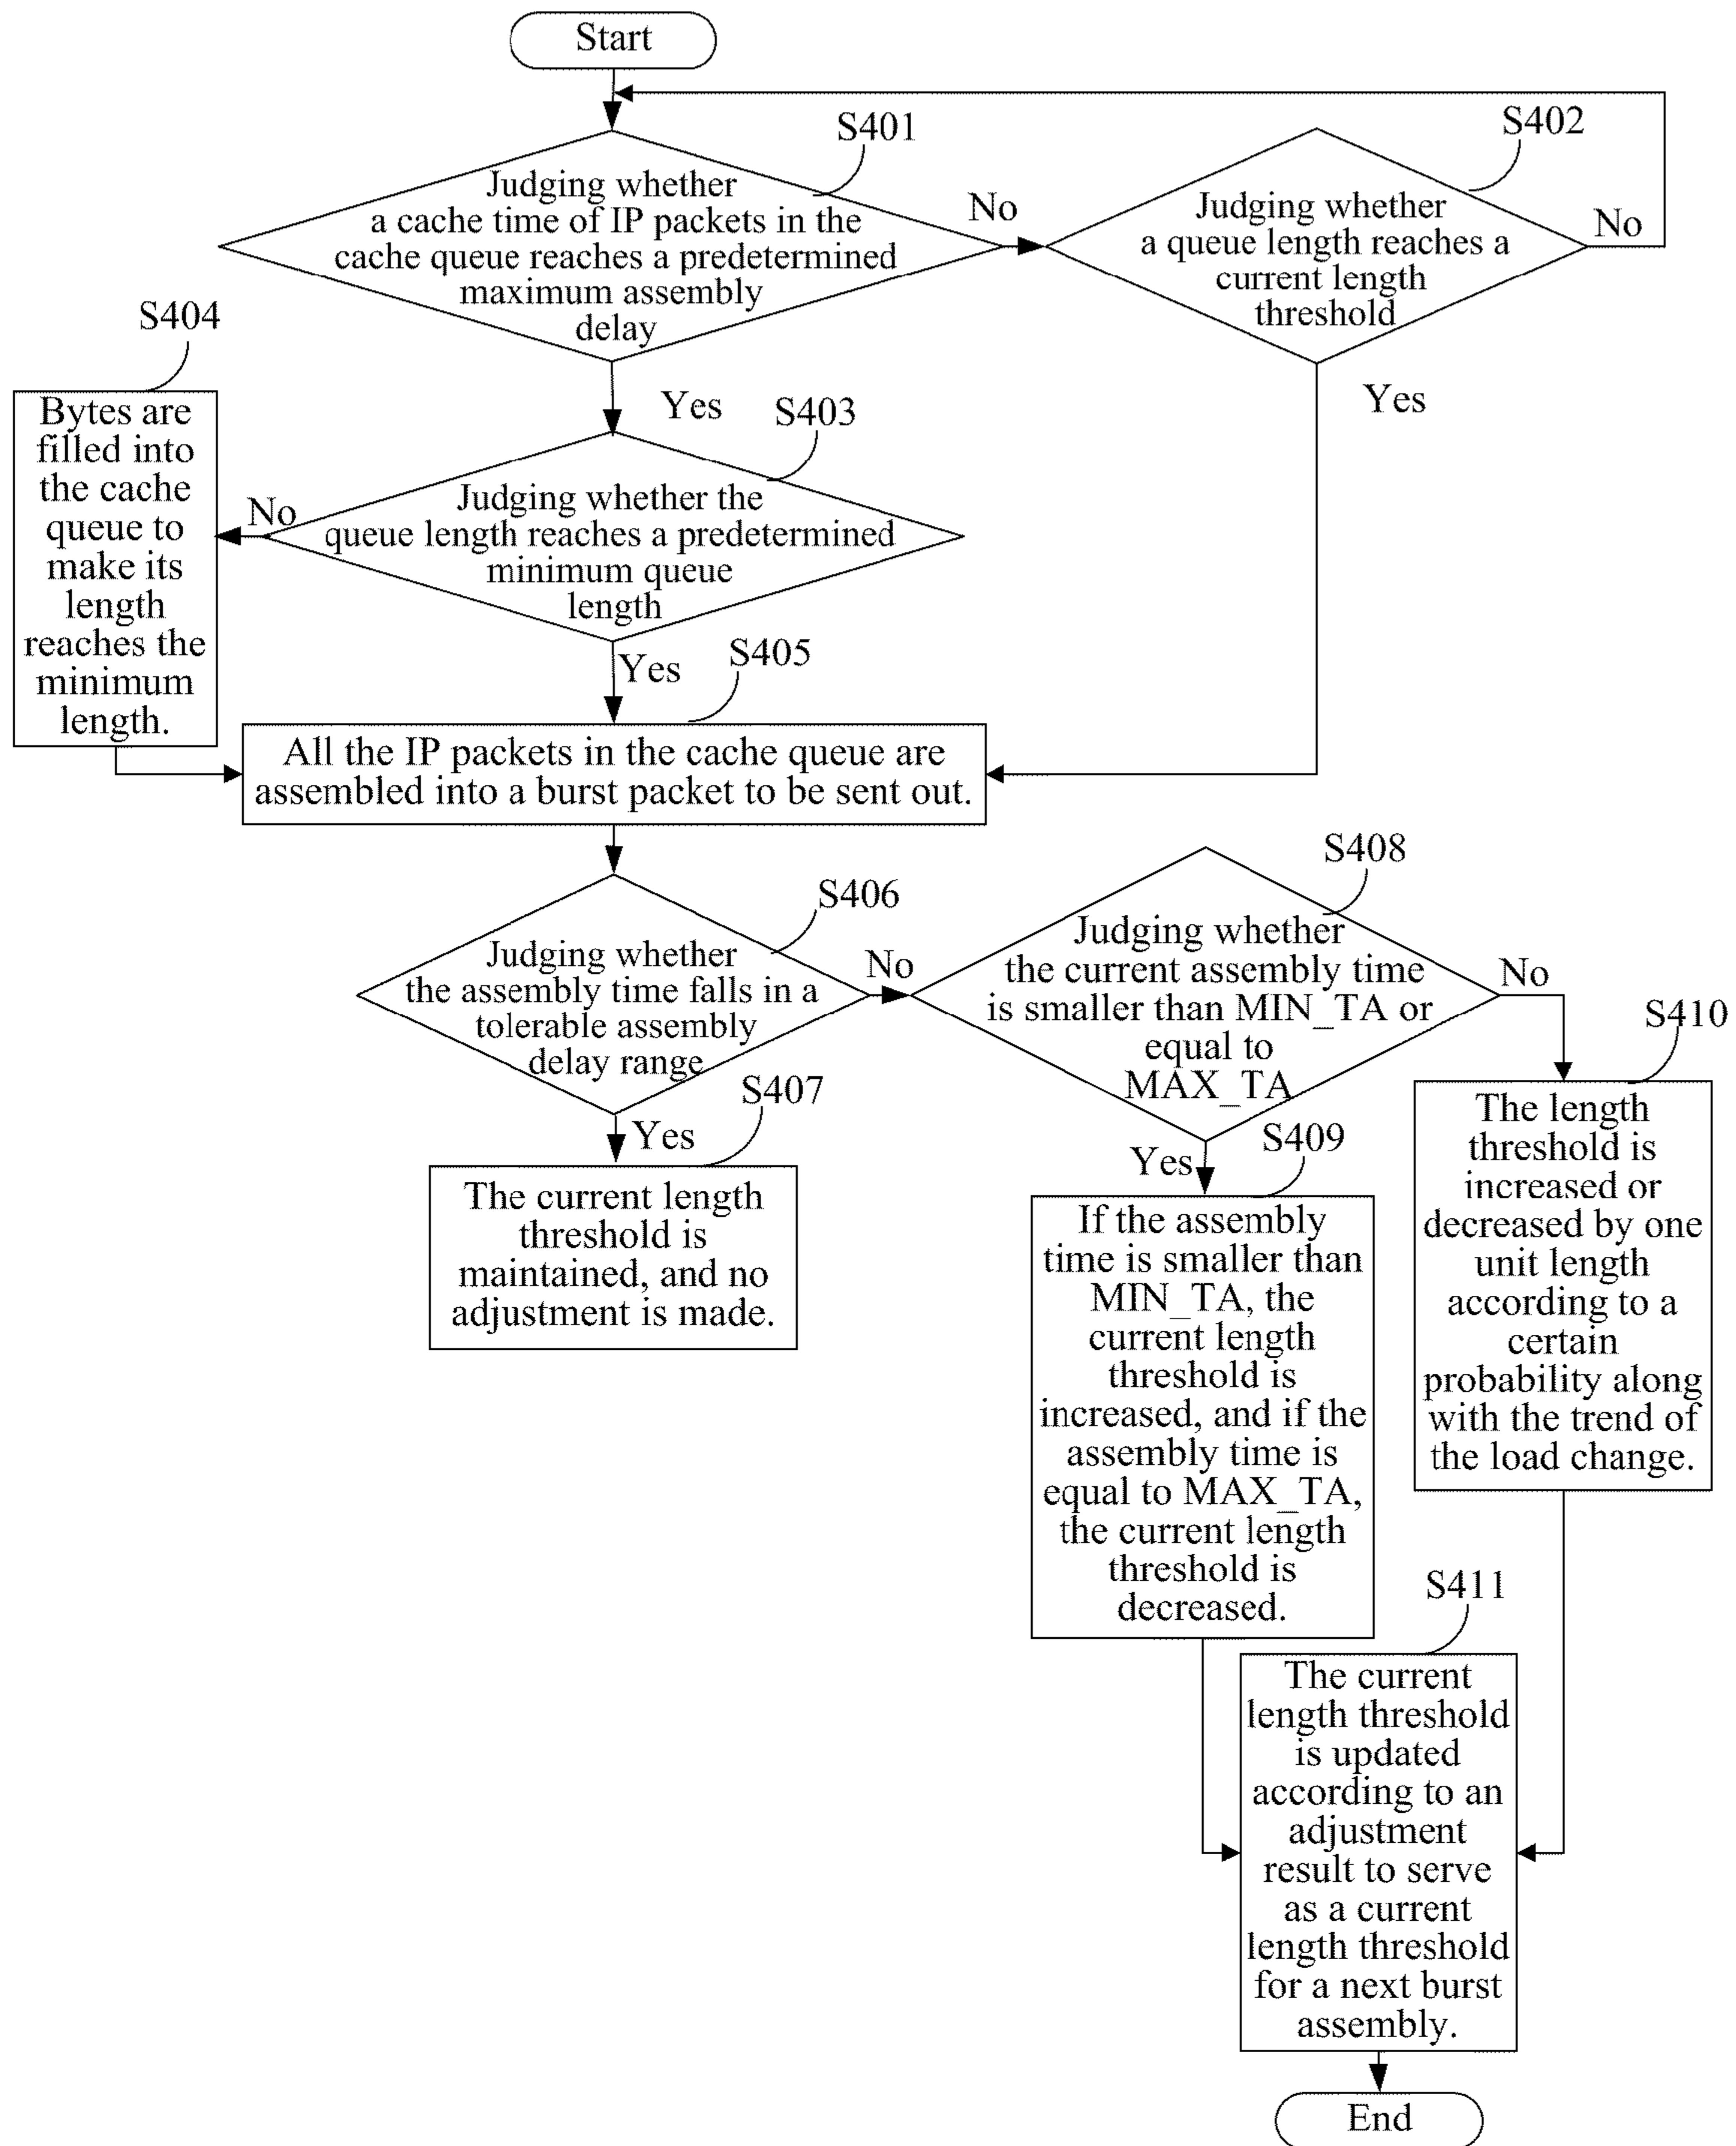 Start
S401
Judging whether
a cache time of IP packets in the
cache queue reaches a predetermined
maximum assembly
delay
No
S402
Judging whether
a queue length reaches a
current length
threshold
No
Yes
Yes
S403
Judging whether the
queue length reaches a predetermined
minimum queue
length
No
S404
Bytes are
filled into
the cache
queue to
make its
length
reaches the
minimum
length.
Yes
S405
All the IP packets in the cache queue are
assembled into a burst packet to be sent out.
S406
Judging whether
the assembly time falls in a
tolerable assembly
delay range
No
Yes
S407
The current length
threshold is
maintained, and no
adjustment is made.
S408
Judging whether
the current assembly time
is smaller than MIN_TA or
equal to
MAX_TA
No
Yes
S409
If the assembly
time is smaller than
MIN_TA, the
current length
threshold is
increased, and if the
assembly time is
equal to MAX_TA,
the current length
threshold is
decreased.
S410
The length
threshold is
increased or
decreased by one
unit length
according to a
certain
probability along
with the trend of
the load change.
S411
The current
length threshold
is updated
according to an
adjustment
result to serve
as a current
length threshold
for a next burst
assembly.
End